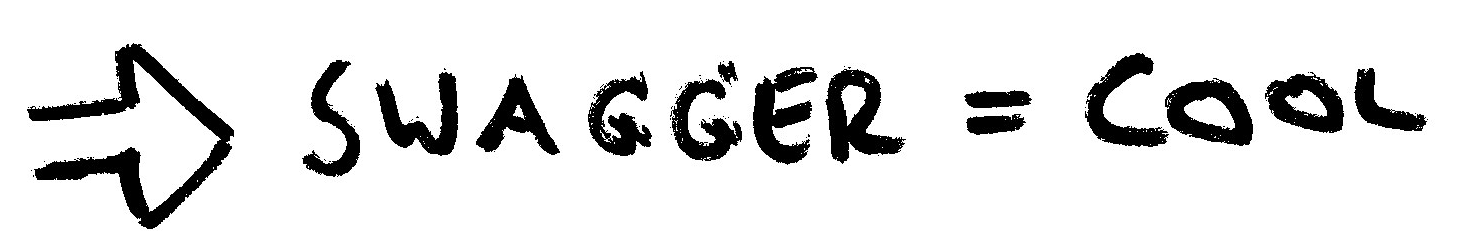 ⇒ SWAGGER = COOL